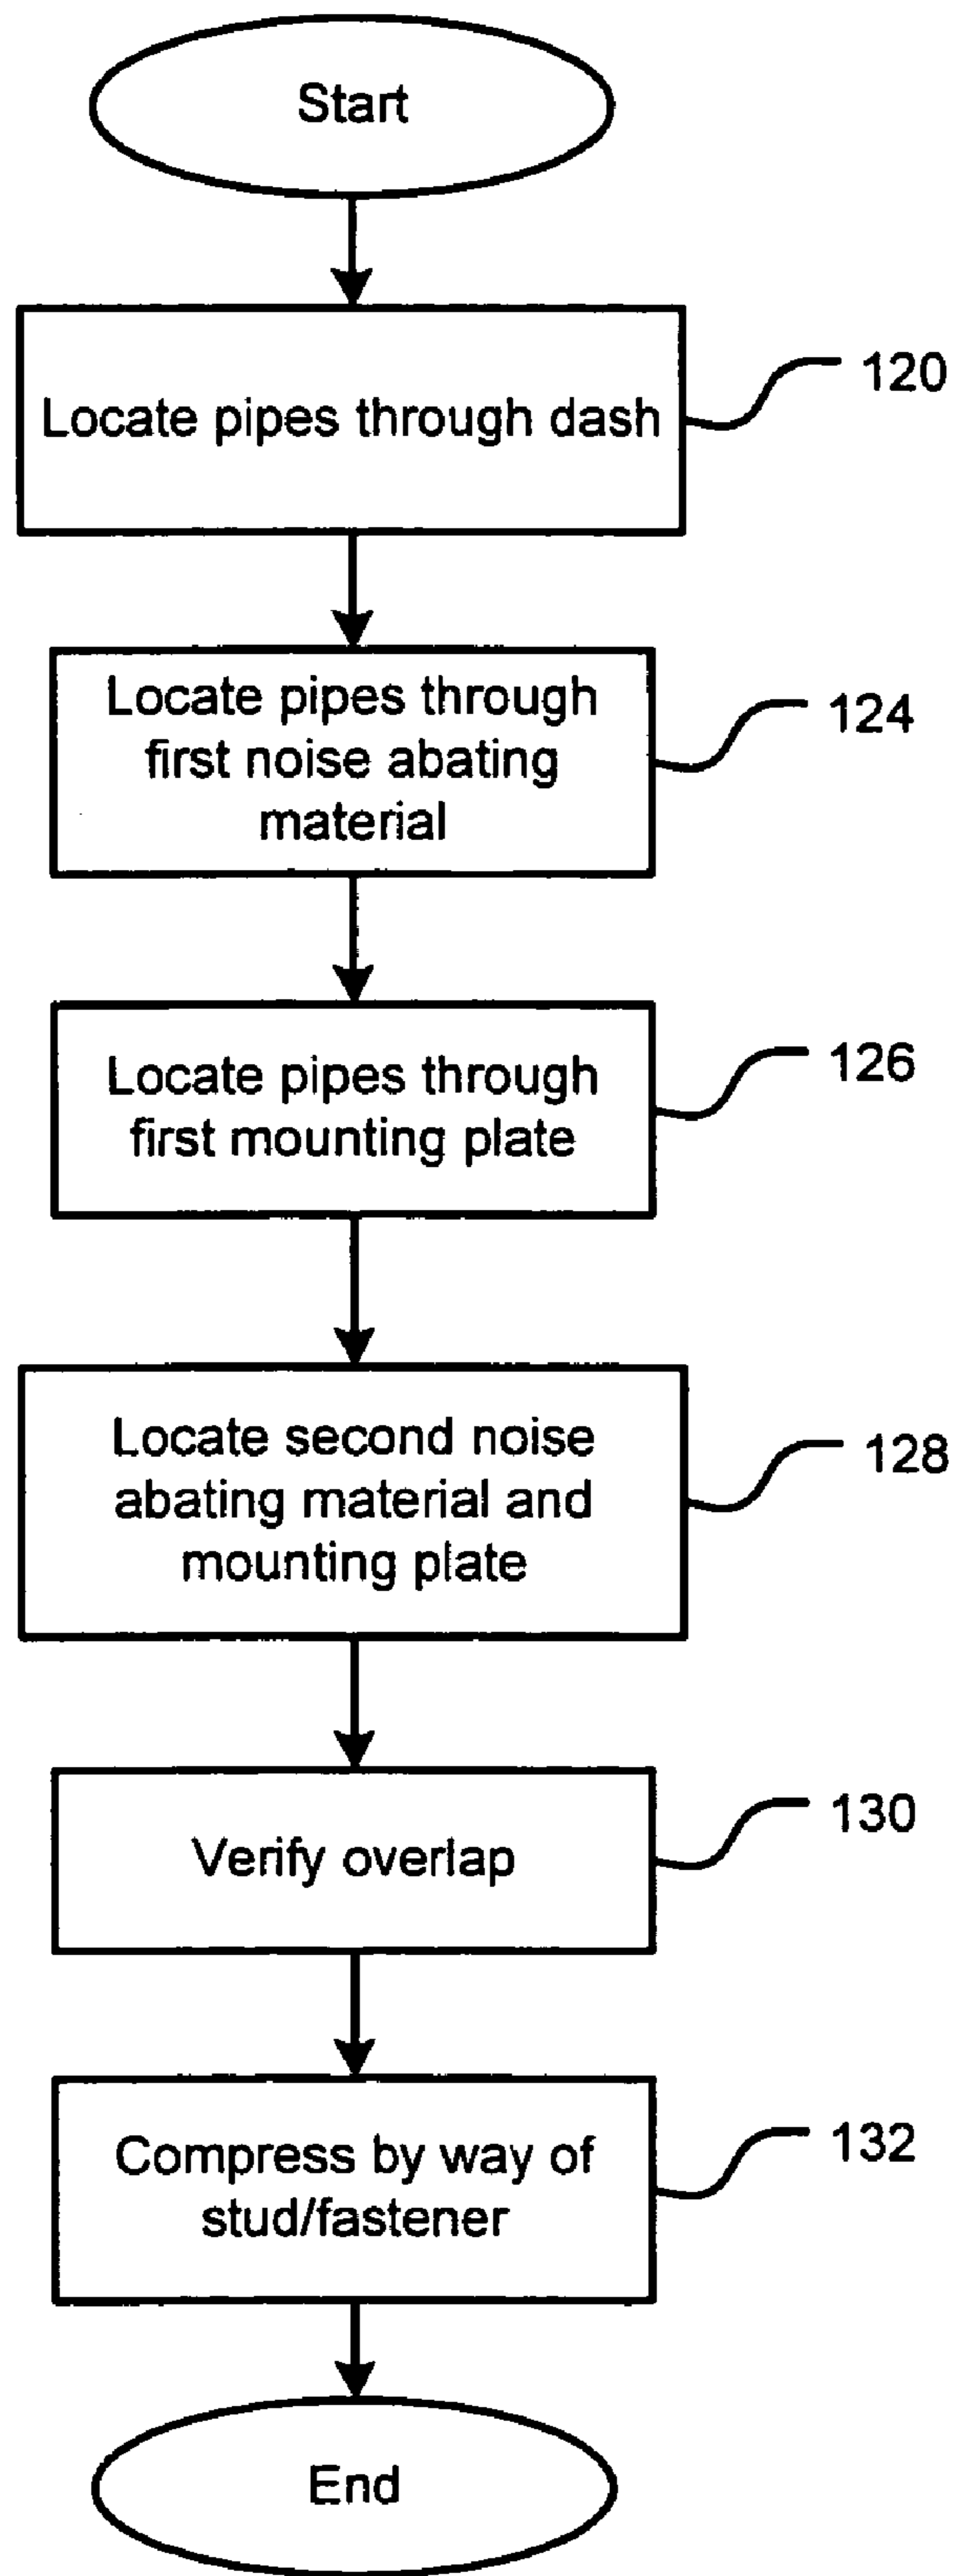 Start
Locate pipes through dash
120
Locate pipes through
first noise abating
material
124
Locate pipes through
first mounting plate
126
Locate second noise
abating material and
mounting plate
128
Verify overlap
130
Compress by way of
stud/fastener
132
End